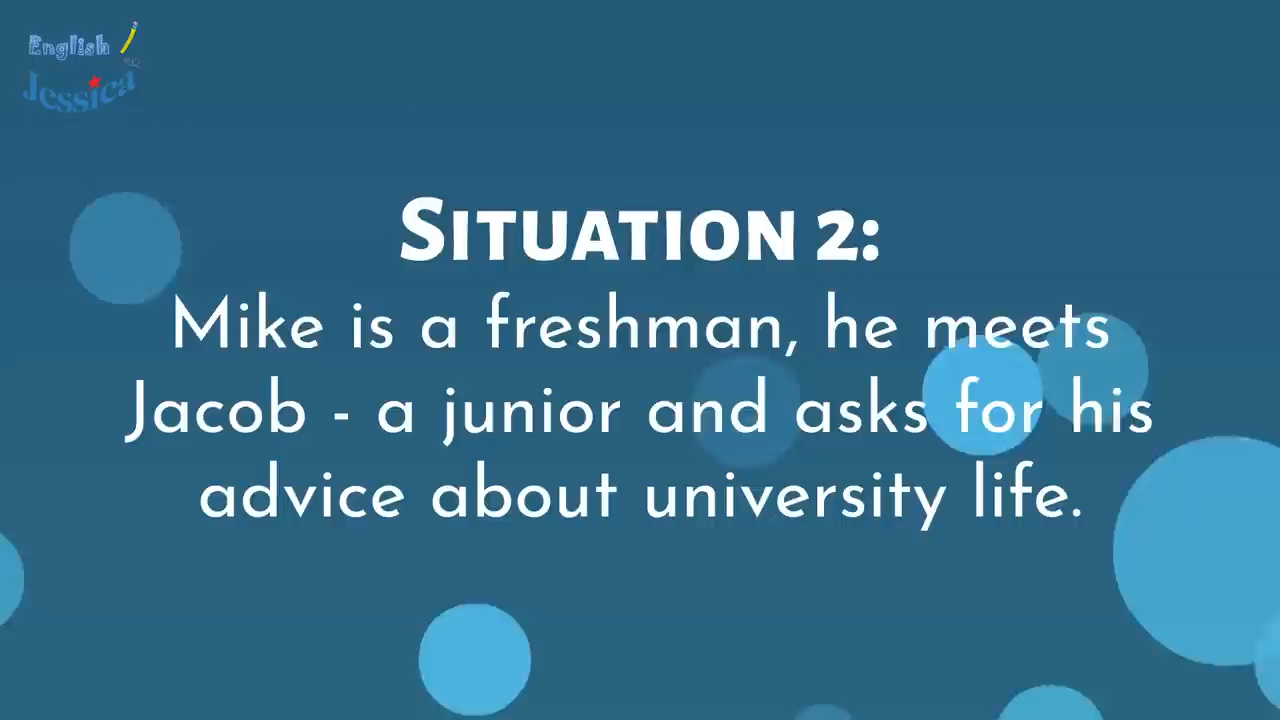 English
Jessica
SITUATION 2:
Mike is a freshman, he meets
Jacob - a junior and asks for his
advice about university life.